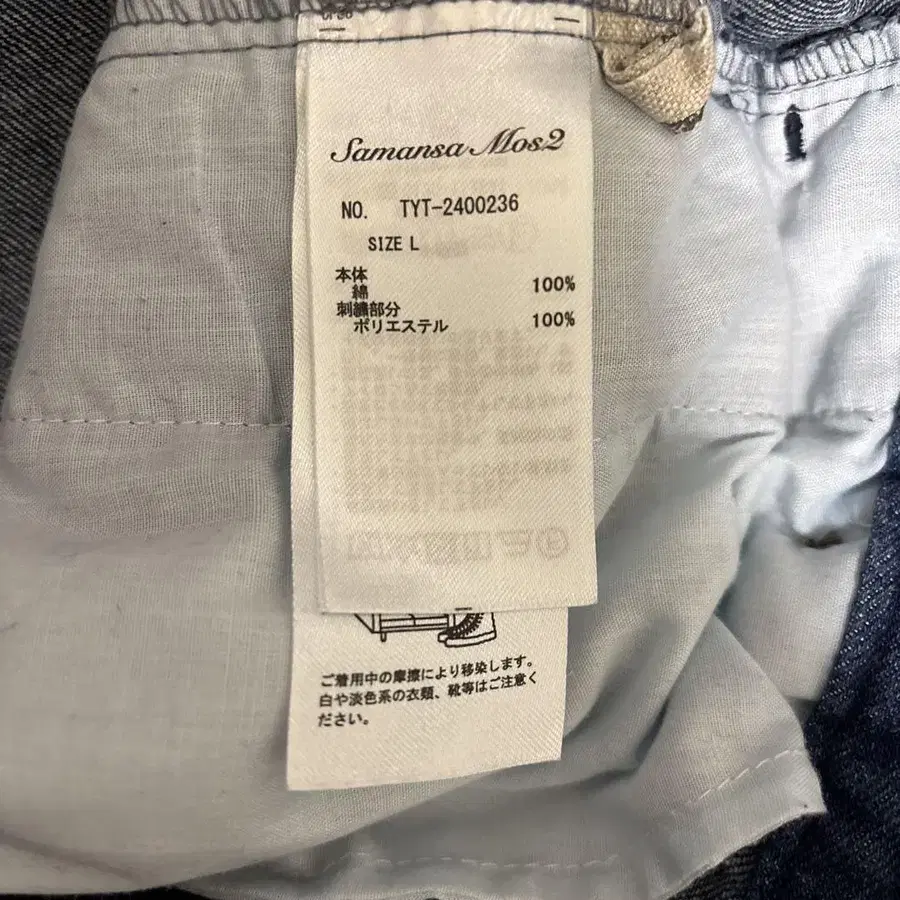 Samansa Mos2
NO. TYT-2400236
SIZE L
本体
綿 100%
刺繍部分
ポリエステル 100%
ご着用中の摩擦により移染します。
白や淡色系の衣類、靴等はご注意く
ださい。